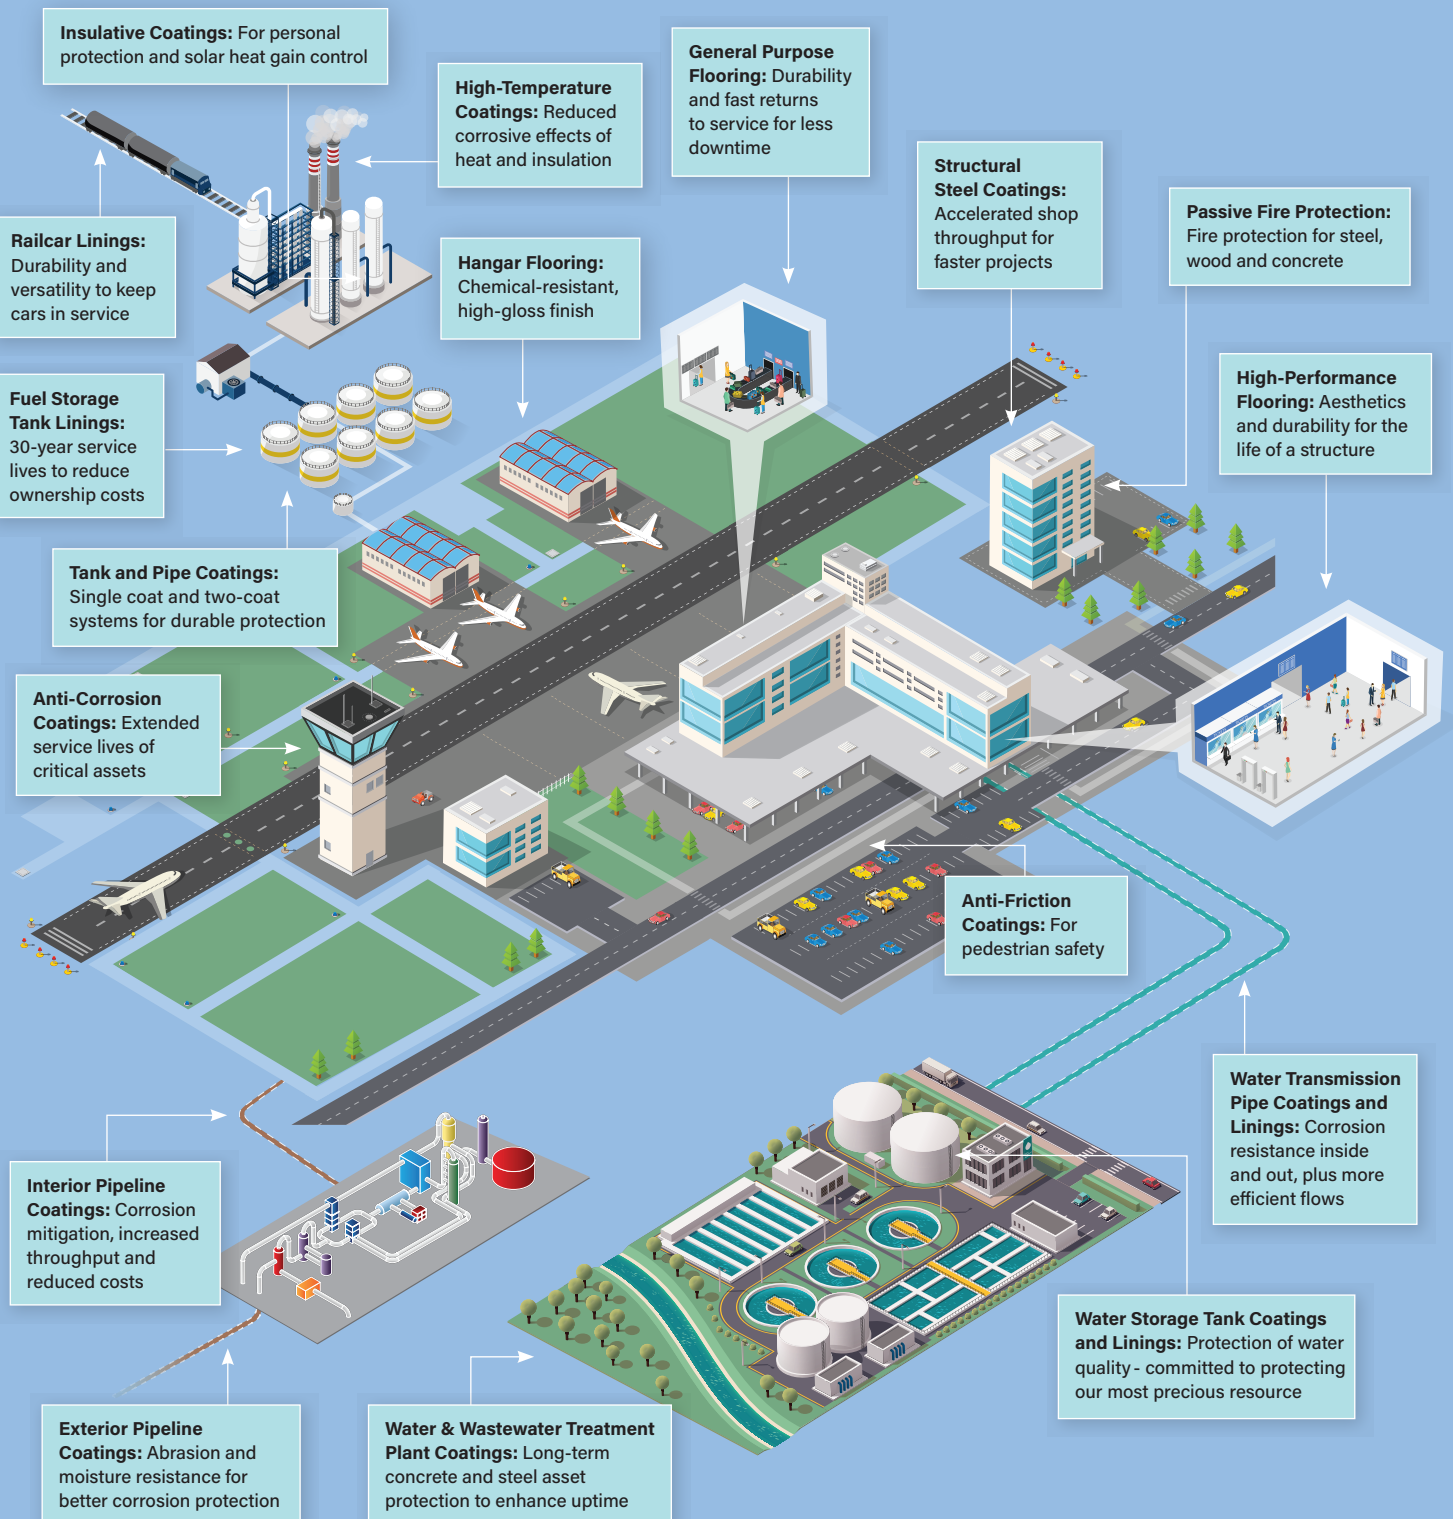 Insulative Coatings: For personal
protection and solar heat gain control
High-Temperature
Coatings: Reduced
corrosive effects of
heat and insulation
General Purpose
Flooring: Durability
and fast returns
to service for less
downtime
Structural
Steel Coatings:
Accelerated shop
throughput for
faster projects
Passive Fire Protection:
Fire protection for steel,
wood and concrete
Railcar Linings:
Durability and
versatility to keep
cars in service
Hangar Flooring:
Chemical-resistant,
high-gloss finish
High-Performance
Flooring: Aesthetics
and durability for the
life of a structure
Fuel Storage
Tank Linings:
30-year service
lives to reduce
ownership costs
Tank and Pipe Coatings:
Single coat and two-coat
systems for durable protection
Anti-Corrosion
Coatings: Extended
service lives of
critical assets
Anti-Friction
Coatings: For
pedestrian safety
Water Transmission
Pipe Coatings and
Linings: Corrosion
resistance inside
and out, plus more
efficient flows
Interior Pipeline
Coatings: Corrosion
mitigation, increased
throughput and
reduced costs
Water Storage Tank Coatings
and Linings: Protection of water
quality - committed to protecting
our most precious resource
Exterior Pipeline
Coatings: Abrasion and
moisture resistance for
better corrosion protection
Water & Wastewater Treatment
Plant Coatings: Long-term
concrete and steel asset
protection to enhance uptime